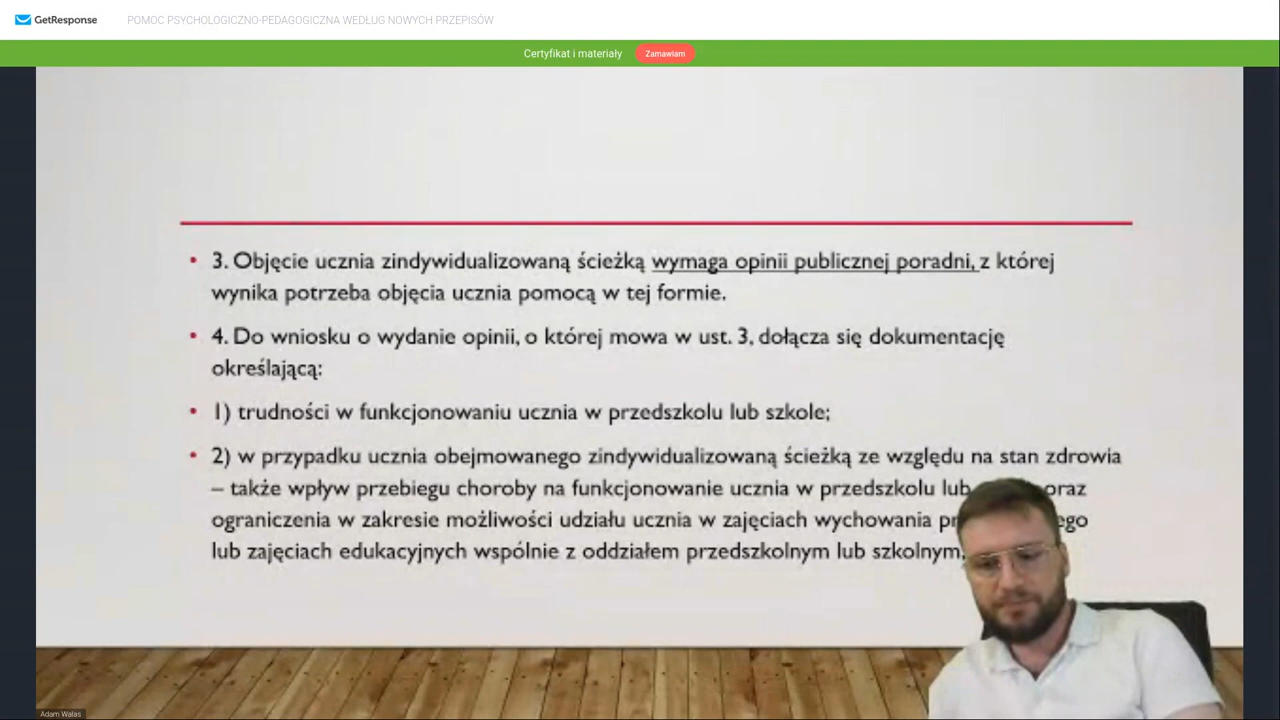 GetResponse
POMOC PSYCHOLOGICZNO-PEDAGOGICZNA WEDŁUG NOWYCH PRZEPISÓW
Certyfikat i materiały
Zamawiam
• 3. Objęcie ucznia zindywidualizowaną ścieżką wymaga opinii publicznej poradni, z której
wynika potrzeba objęcia ucznia pomocą w tej formie.
• 4. Do wniosku o wydanie opinii, o której mowa w ust. 3, dołącza się dokumentację
określającą:
• 1) trudności w funkcjonowaniu ucznia w przedszkolu lub szkole;
• 2) w przypadku ucznia obejmowanego zindywidualizowaną ścieżką ze względu na stan zdrowia
– także wpływ przebiegu choroby na funkcjonowanie ucznia w przedszkolu lub oraz
ograniczenia w zakresie możliwości udziału ucznia w zajęciach wychowania
lub zajęciach edukacyjnych wspólnie z oddziałem przedszkolnym lub szkolnym,
Adam Walas